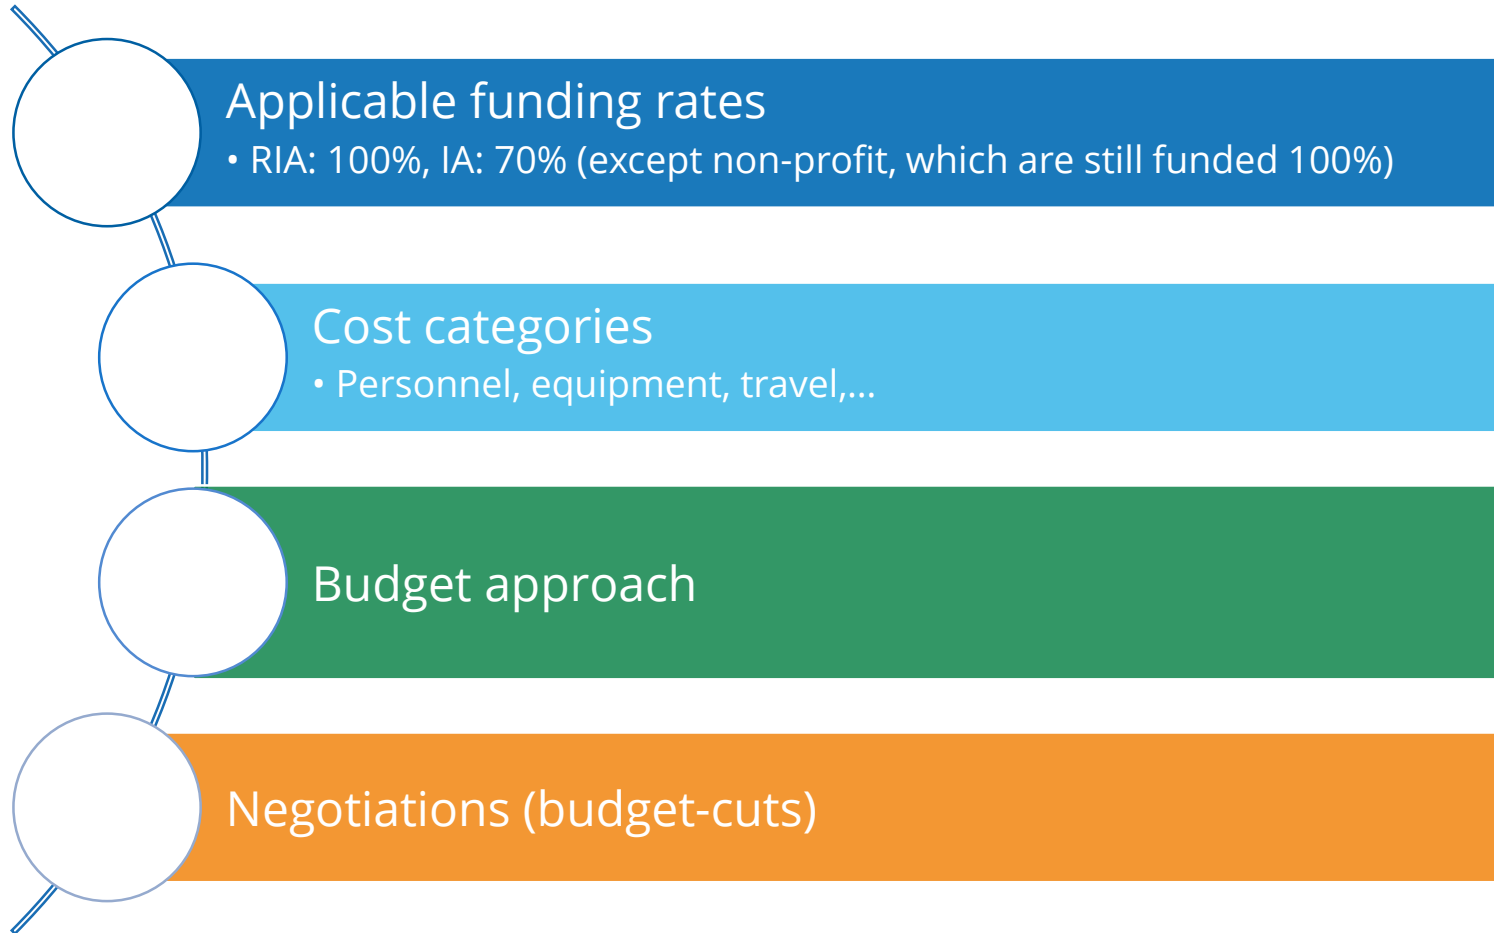 Applicable funding rates
• RIA: 100%, IA: 70% (except non-profit, which are still funded 100%)
Cost categories
• Personnel, equipment, travel,...
Budget approach
Negotiations (budget-cuts)